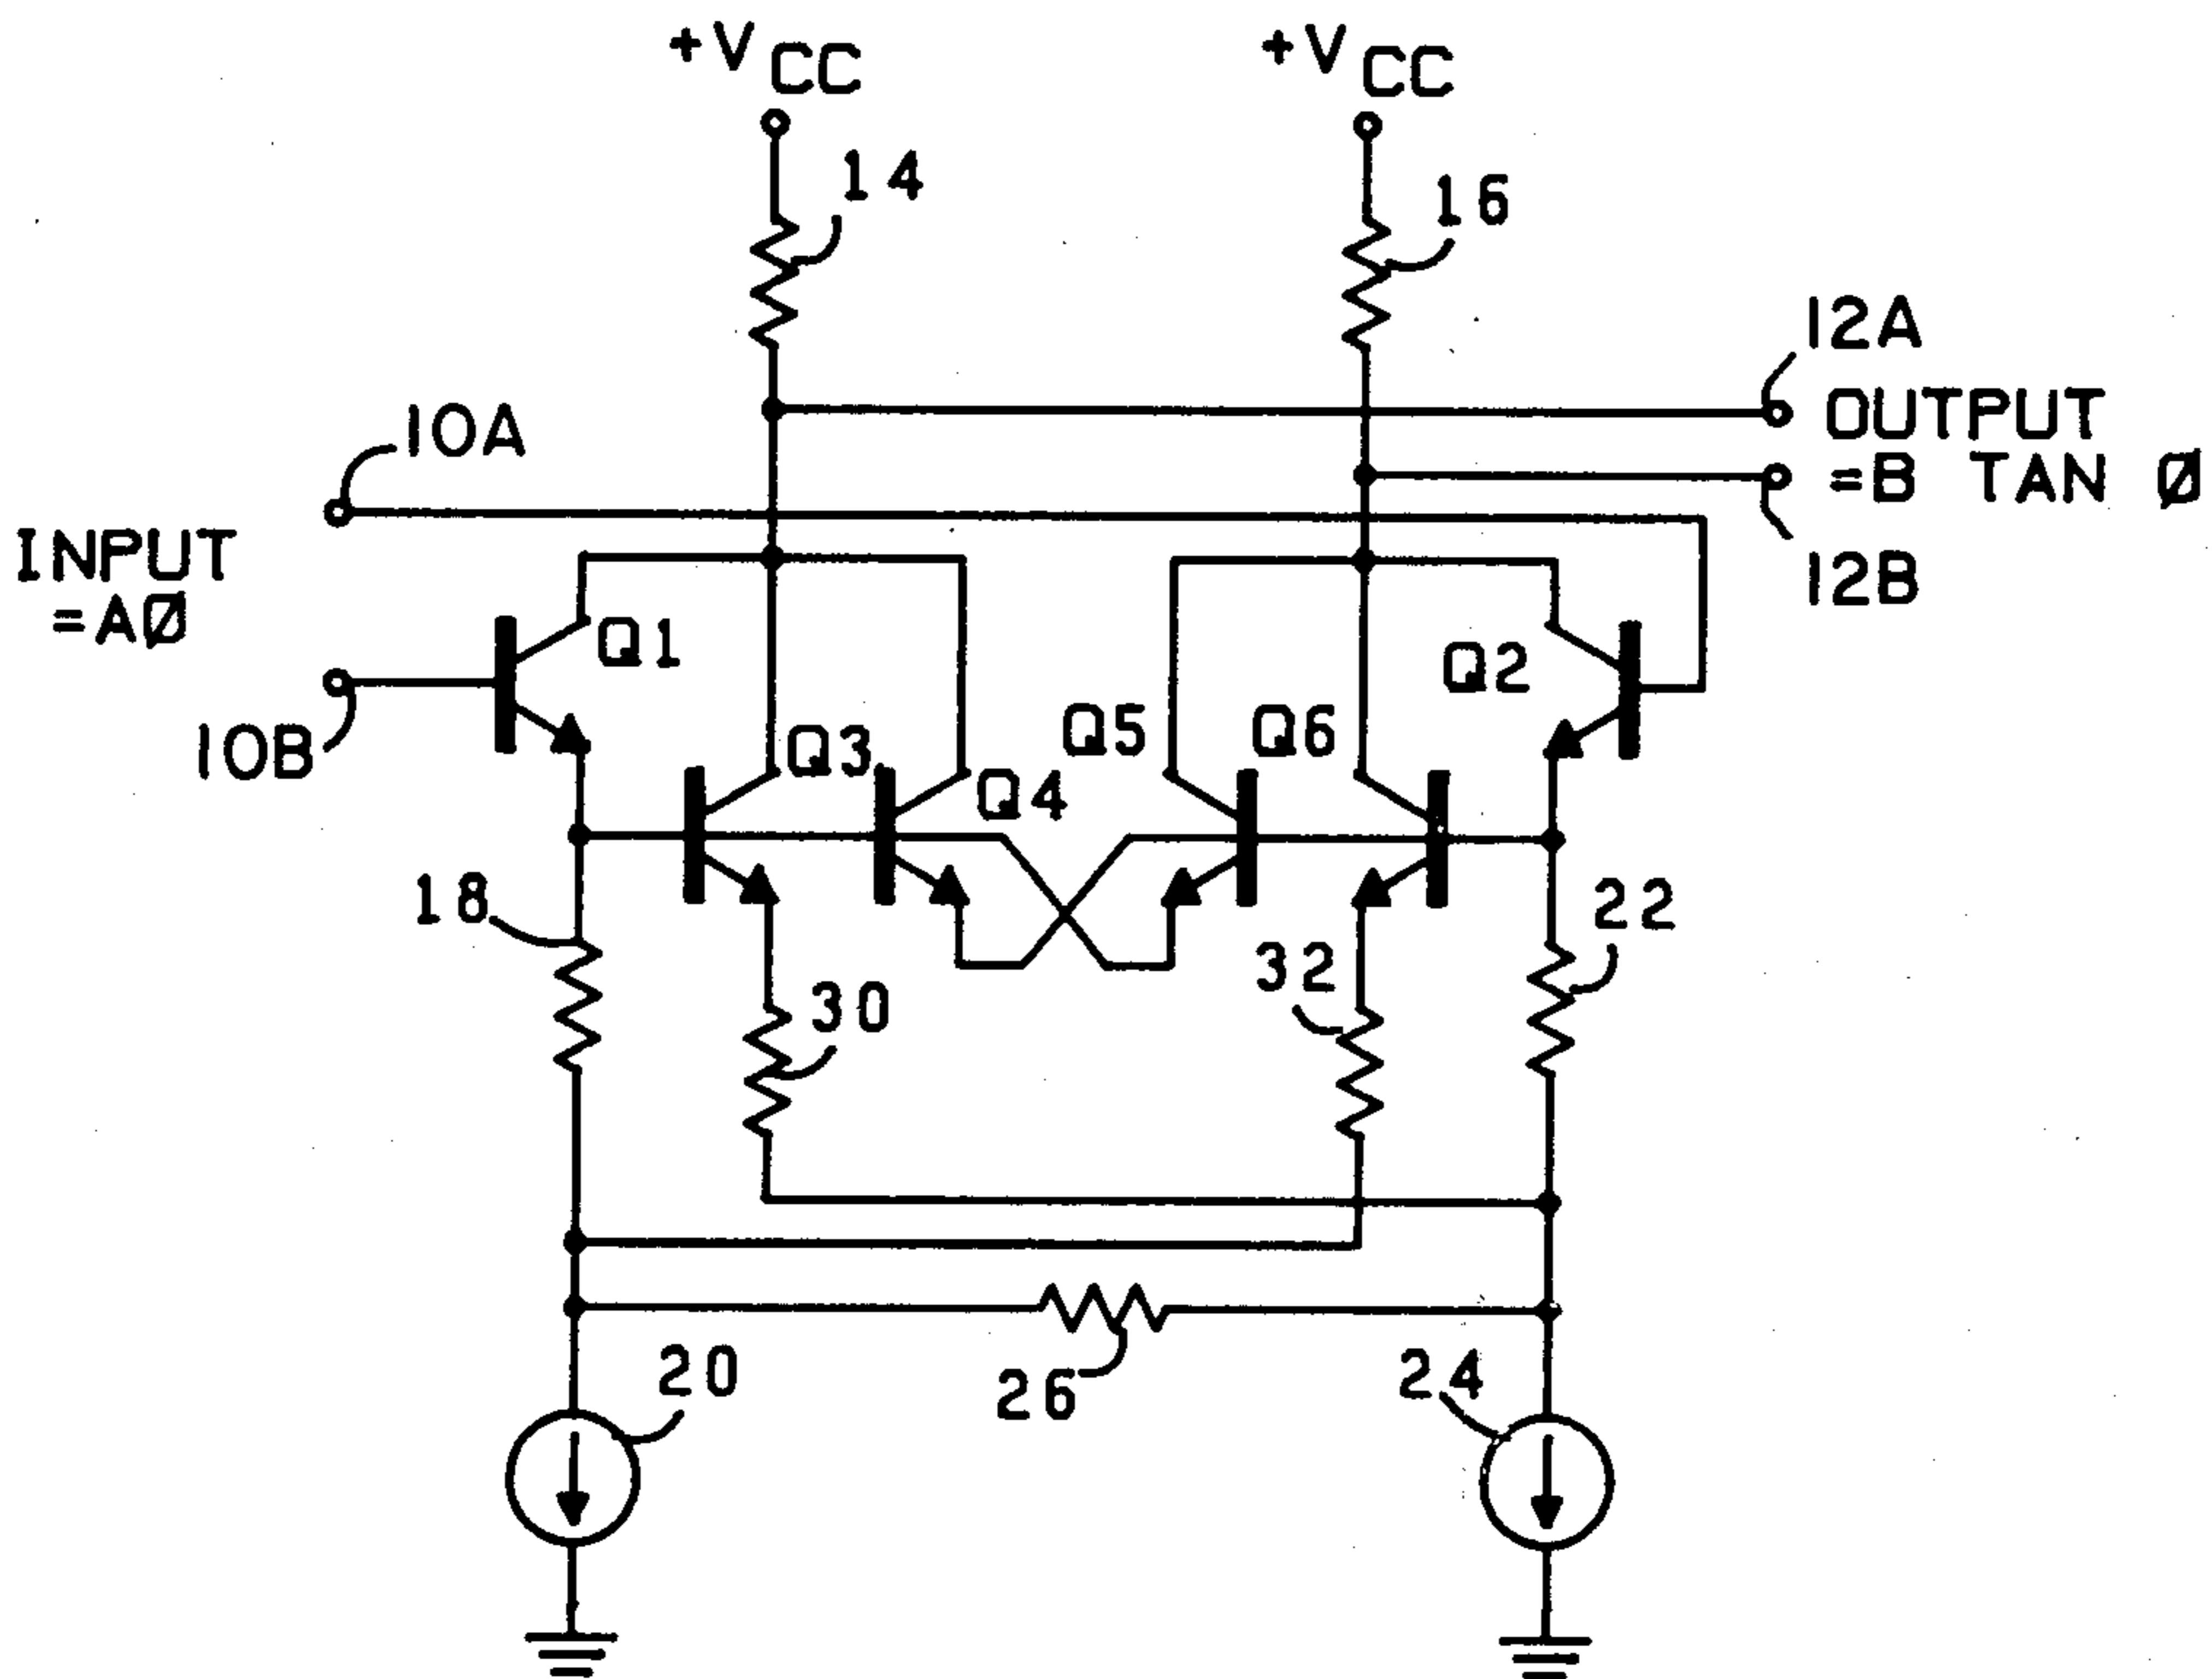 +VCC
+VCC
14
16
12A
OUTPUT
=B TAN Ø
12B
10A
INPUT
=AØ
10B
Q1
Q2
Q3
Q4
Q5
Q6
18
22
30
32
26
20
24